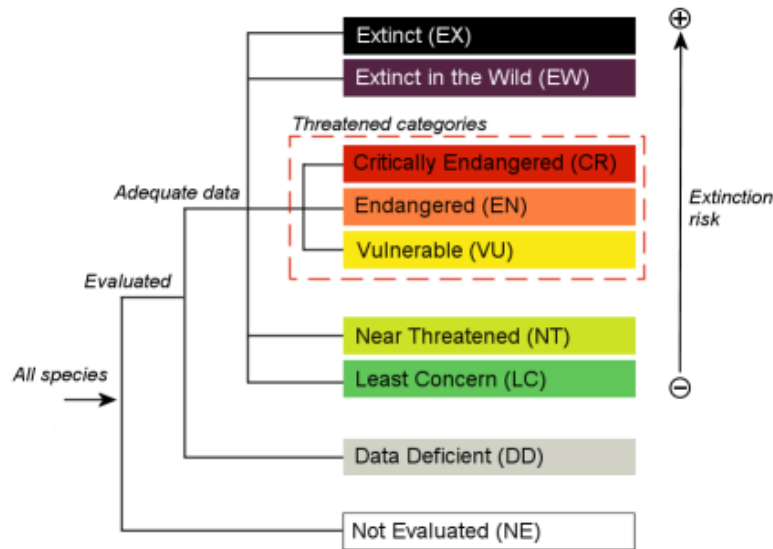 Extinct (EX)
Extinct in the Wild (EW)
Threatened categories
Critically Endangered (CR)
Adequate data
Endangered (EN)
Extinction
risk
Vulnerable (VU)
Evaluated
Near Threatened (NT)
All species
Least Concern (LC)
Data Deficient (DD)
Not Evaluated (NE)